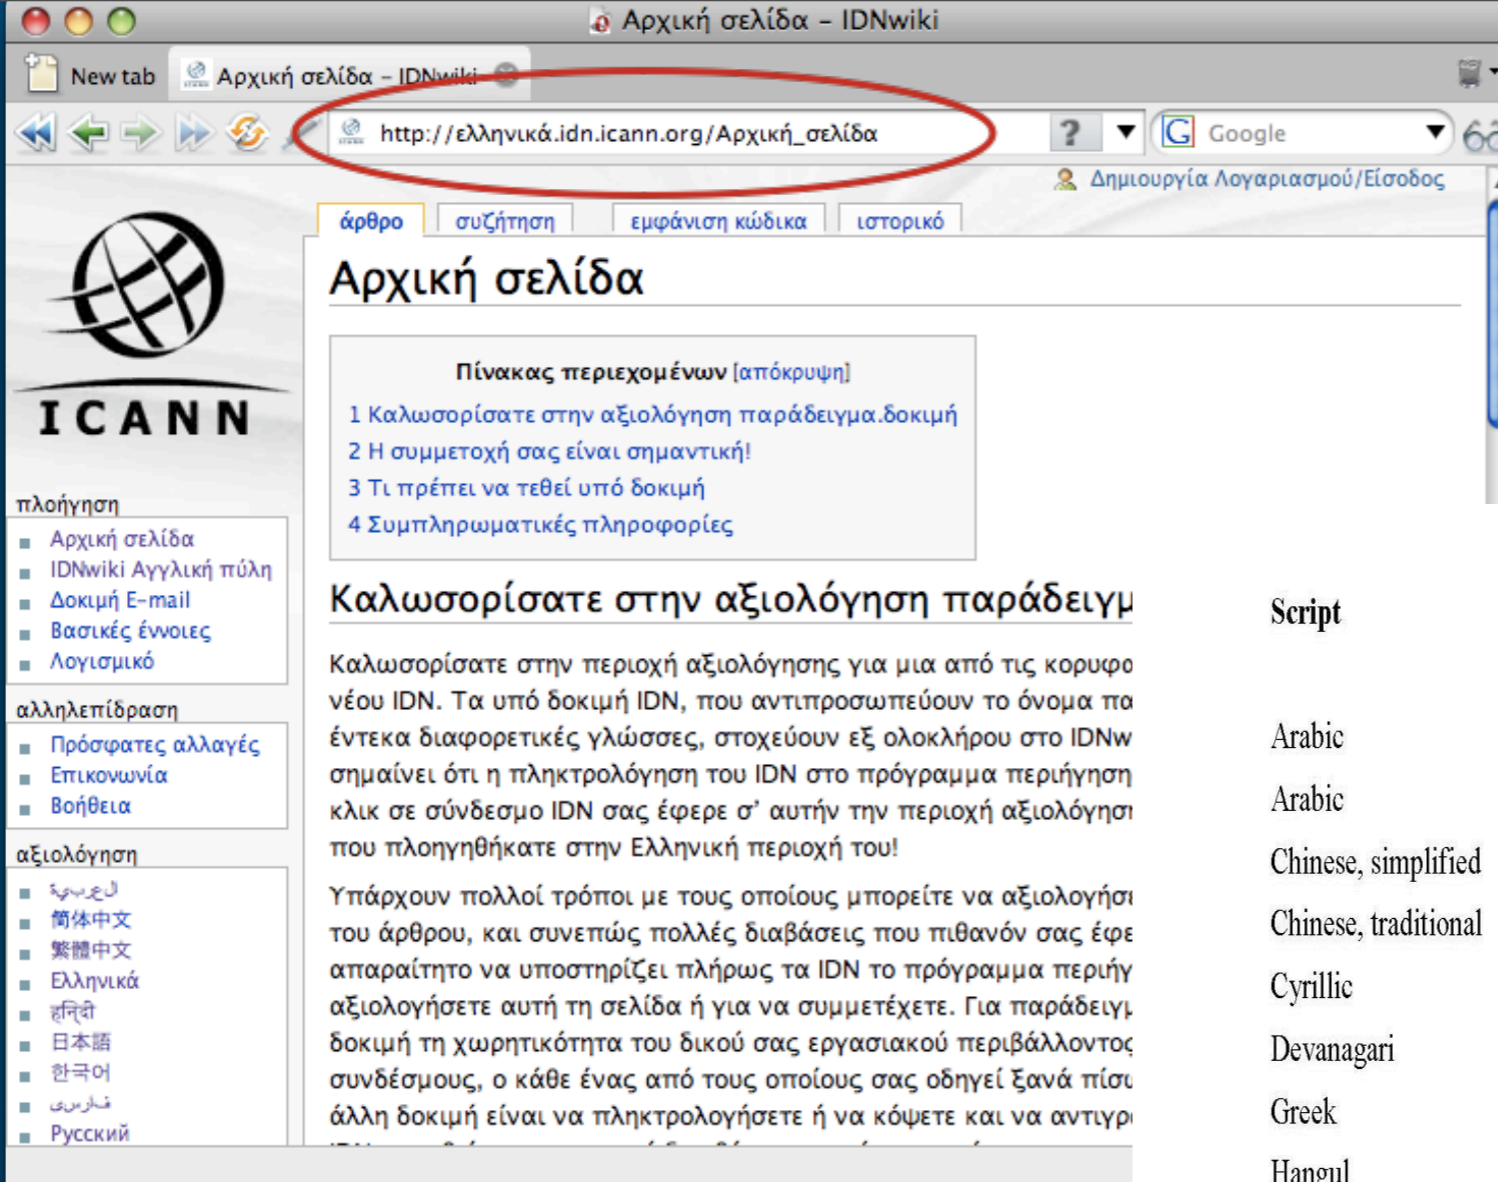 Αρχική σελίδα – IDNwiki
New tab
Αρχική σελίδα – IDNwiki
http://ελληνικά.idn.icann.org/Αρχική_σελίδα
?
G Google
Δημιουργία Λογαριασμού/Είσοδος
άρθρο
συζήτηση
εμφάνιση κώδικα
ιστορικό
ICANN
Αρχική σελίδα
Πίνακας περιεχομένων [απόκρυψη]
1 Καλωσορίσατε στην αξιολόγηση παράδειγμα.δοκιμή
2 Η συμμετοχή σας είναι σημαντική!
3 Τι πρέπει να τεθεί υπό δοκιμή
4 Συμπληρωματικές πληροφορίες
πλοήγηση
Αρχική σελίδα
IDNwiki Αγγλική πύλη
Δοκιμή E-mail
Βασικές έννοιες
Λογισμικό
αλληλεπίδραση
Πρόσφατες αλλαγές
Επικονωνία
Βοήθεια
αξιολόγηση
العربية
简体中文
繁體中文
Ελληνικά
हिन्दी
日本語
한국어
فارسی
Русский
Καλωσορίσατε στην αξιολόγηση παράδειγμ
Καλωσορίσατε στην περιοχή αξιολόγησης για μια από τις κορυφα
νέου IDN. Τα υπό δοκιμή IDN, που αντιπροσωπεύουν το όνομα πα
έντεκα διαφορετικές γλώσσες, στοχεύουν εξ ολοκλήρου στο IDNw
σημαίνει ότι η πληκτρολόγηση του IDN στο πρόγραμμα περιήγηση
κλικ σε σύνδεσμο IDN σας έφερε σ’ αυτήν την περιοχή αξιολόγησ
που πλοηγηθήκατε στην Ελληνική περιοχή του!
Υπάρχουν πολλοί τρόποι με τους οποίους μπορείτε να αξιολογήσε
του άρθρου, και συνεπώς πολλές διαβάσεις που πιθανόν σας έφε
απαραίτητο να υποστηρίζει πλήρως τα IDN το πρόγραμμα περιήγ
αξιολογήσετε αυτή τη σελίδα ή για να συμμετέχετε. Για παράδειγμ
δοκιμή τη χωρητικότητα του δικού σας εργασιακού περιβάλλοντος
συνδέσμους, ο κάθε ένας από τους οποίους σας οδηγεί ξανά πίσω
άλλη δοκιμή είναι να πληκτρολογήσετε ή να κόψετε και να αντιγρ
Script
Arabic
Arabic
Chinese, simplified
Chinese, traditional
Cyrillic
Devanagari
Greek
Hangul